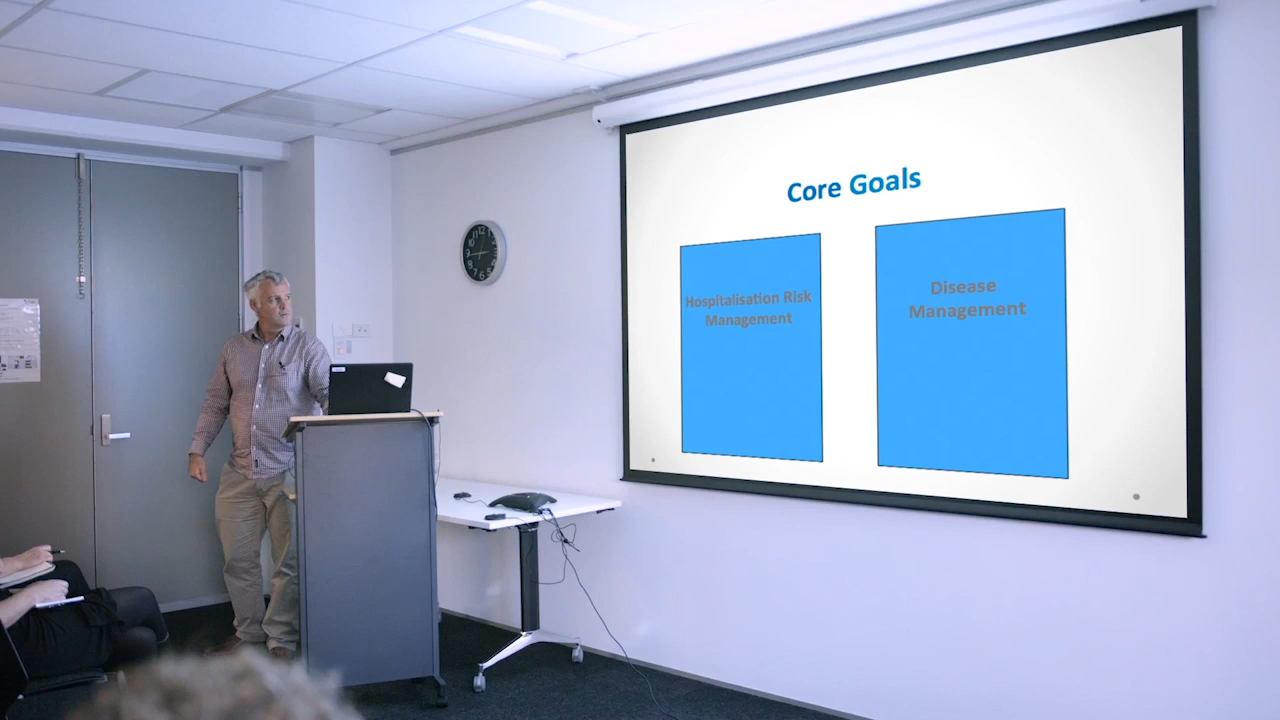 Core Goals
Hospitalisation Risk
Management
Disease
Management